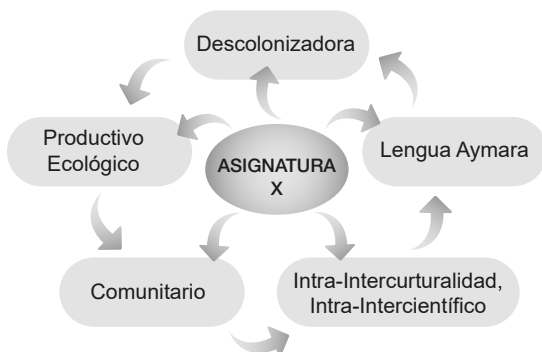 Descolonizadora
Productivo
Ecológico
ASIGNATURA
X
Lengua Aymara
Comunitario
Intra-Intercurturalidad,
Intra-Intercientífico